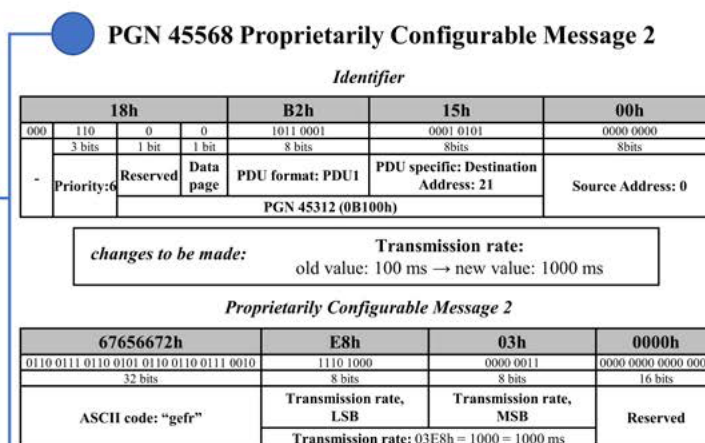 PGN 45568 Proprietarily Configurable Message 2
Identifier
18h B2h 15h 00h
000 110 0 0 1011 0001 0001 0101 0000 0000
3 bits 1 bit 1 bit 8 bits 8bits 8bits
- Priority:6 Reserved Data page PDU format: PDU1 PDU specific: Destination Address: 21 Source Address: 0
PGN 45312 (0B100h)
changes to be made: Transmission rate:
old value: 100 ms → new value: 1000 ms
Proprietarily Configurable Message 2
67656672h E8h 03h 0000h
0110 0111 0110 0101 0110 0110 0111 0010 1110 1000 0000 0011 0000 0000 0000 000
32 bits 8 bits 8 bits 16 bits
ASCII code: "gefr" Transmission rate, LSB Transmission rate, MSB Reserved
Transmission rate: 03E8h = 1000 = 1000 ms